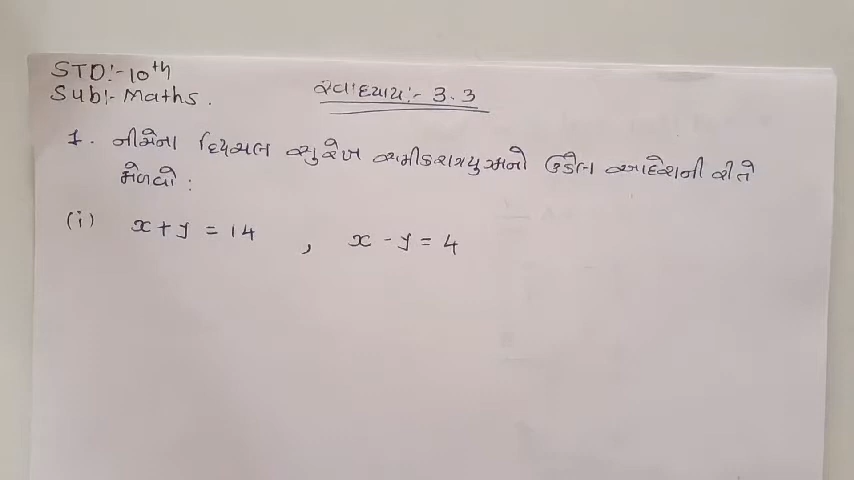 STD:- 10th
Sub:- Maths.
સ્વાધ્યાય:- 3.3
1. નીચેના દ્વિચલ સુરેખ સમીકરણયુગ્મનો ઉકેલ આદેશની રીતે
મેળવો :
(i) x + y = 14 , x - y = 4